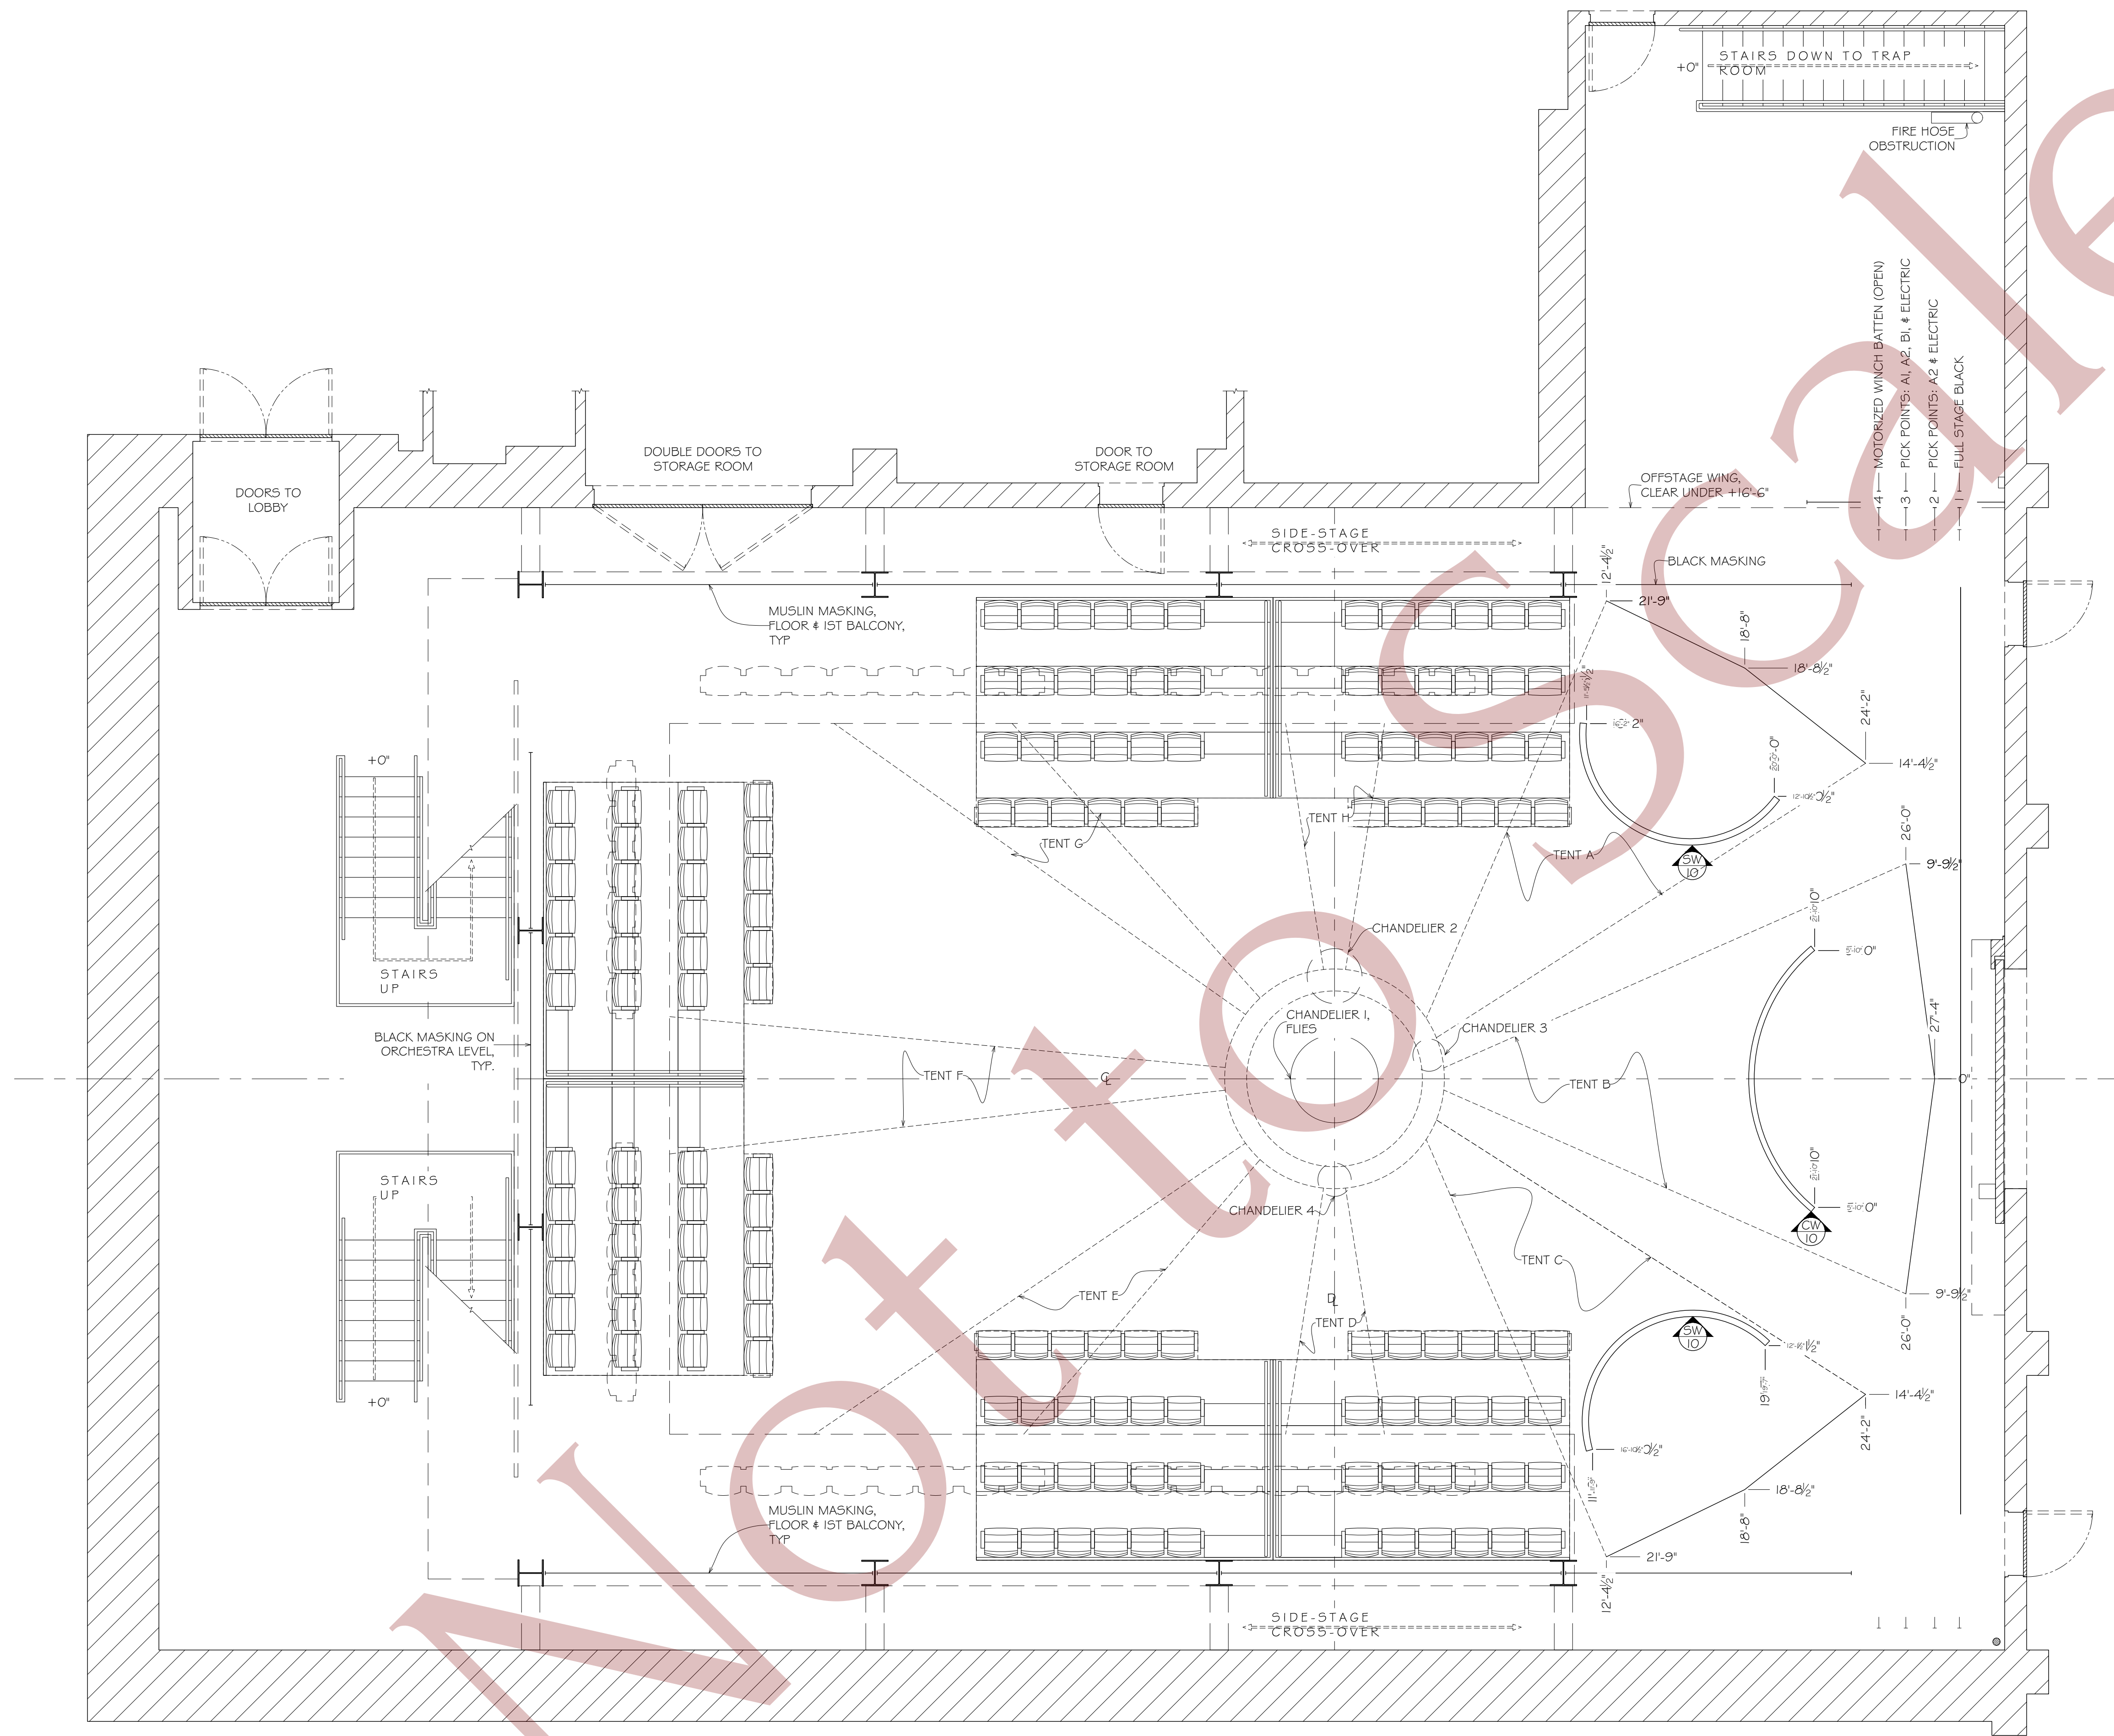 STAIRS DOWN TO TRAP
ROOM
+0"
FIRE HOSE
OBSTRUCTION
4 MOTORIZED WINCH BATTEN (OPEN)
3 PICK POINTS: A1, A2, B1, & ELECTRIC
2 PICK POINTS: A2 & ELECTRIC
1 FULL STAGE BLACK
DOORS TO
LOBBY
DOUBLE DOORS TO
STORAGE ROOM
DOOR TO
STORAGE ROOM
OFFSTAGE WING,
CLEAR UNDER +16'-6"
SIDE-STAGE
CROSS-OVER
12'-4½"
BLACK MASKING
21'-9"
MUSLIN MASKING,
FLOOR & 1ST BALCONY,
TYP
18'-8"
18'-8½"
24'-2"
14'-4½"
+0"
TENT H
TENT G
TENT A
SW
10
26'-0"
9'-9½"
CHANDELIER 2
STAIRS
UP
CHANDELIER 1,
FLIES
CHANDELIER 3
27'-4"
BLACK MASKING ON
ORCHESTRA LEVEL,
TYP.
TENT F
CL
TENT B
0"
STAIRS
UP
CHANDELIER 4
CW
10
TENT C
TENT E
DL
TENT D
9'-9½"
26'-0"
SW
10
14'-4½"
24'-2"
+0"
18'-8½"
18'-8"
MUSLIN MASKING,
FLOOR & 1ST BALCONY,
TYP
21'-9"
12'-4½"
SIDE-STAGE
CROSS-OVER
Not to Scale